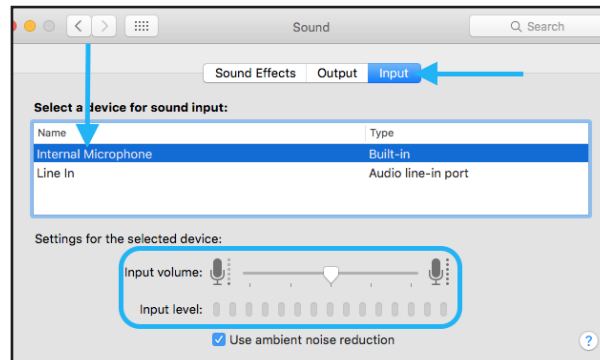 Sound
Search
Sound Effects Output Input
Select a device for sound input:
Name Type
Internal Microphone Built-in
Line In Audio line-in port
Settings for the selected device:
Input volume:
Input level:
Use ambient noise reduction
?